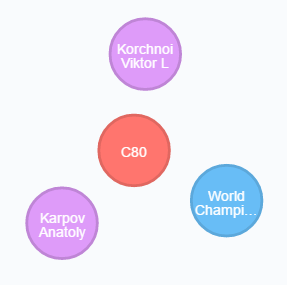 Korchnoi
Viktor L
C80
World
Champi...
Karpov
Anatoly